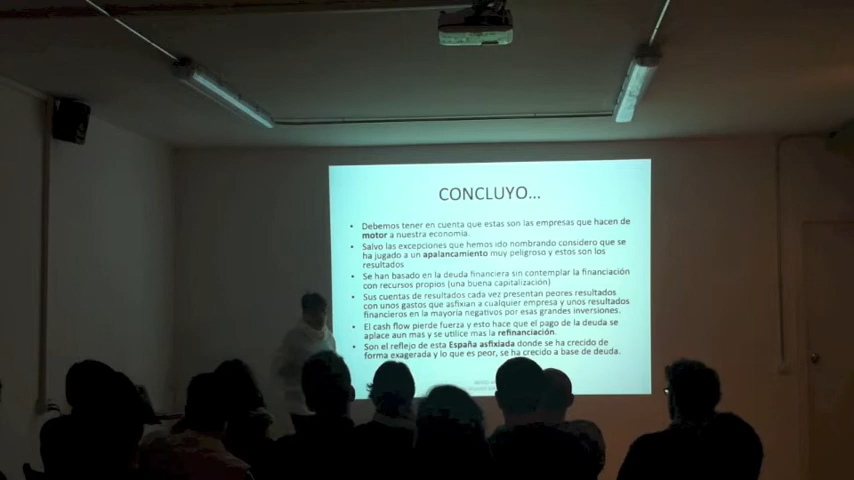 CONCLUYO...
• Debemos tener en cuenta que estas son las empresas que hacen de
motor a nuestra economía.
• Salvo las excepciones que hemos ido nombrando considero que se
ha jugado a un apalancamiento muy peligroso y estos son los
resultados
• Se han basado en la deuda financiera sin contemplar la financiación
con recursos propios (una buena capitalización)
• Sus cuentas de resultados cada vez presentan peores resultados
con unos gastos que asfixian a cualquier empresa y unos resultados
financieros en la mayoría negativos por esas grandes inversiones.
• El cash flow pierde fuerza y esto hace que el pago de la deuda se
aplace aun mas y se utilice mas la refinanciación.
• Son el reflejo de esta España asfixiada donde se ha crecido de
forma exagerada y lo que es peor, se ha crecido a base de deuda.